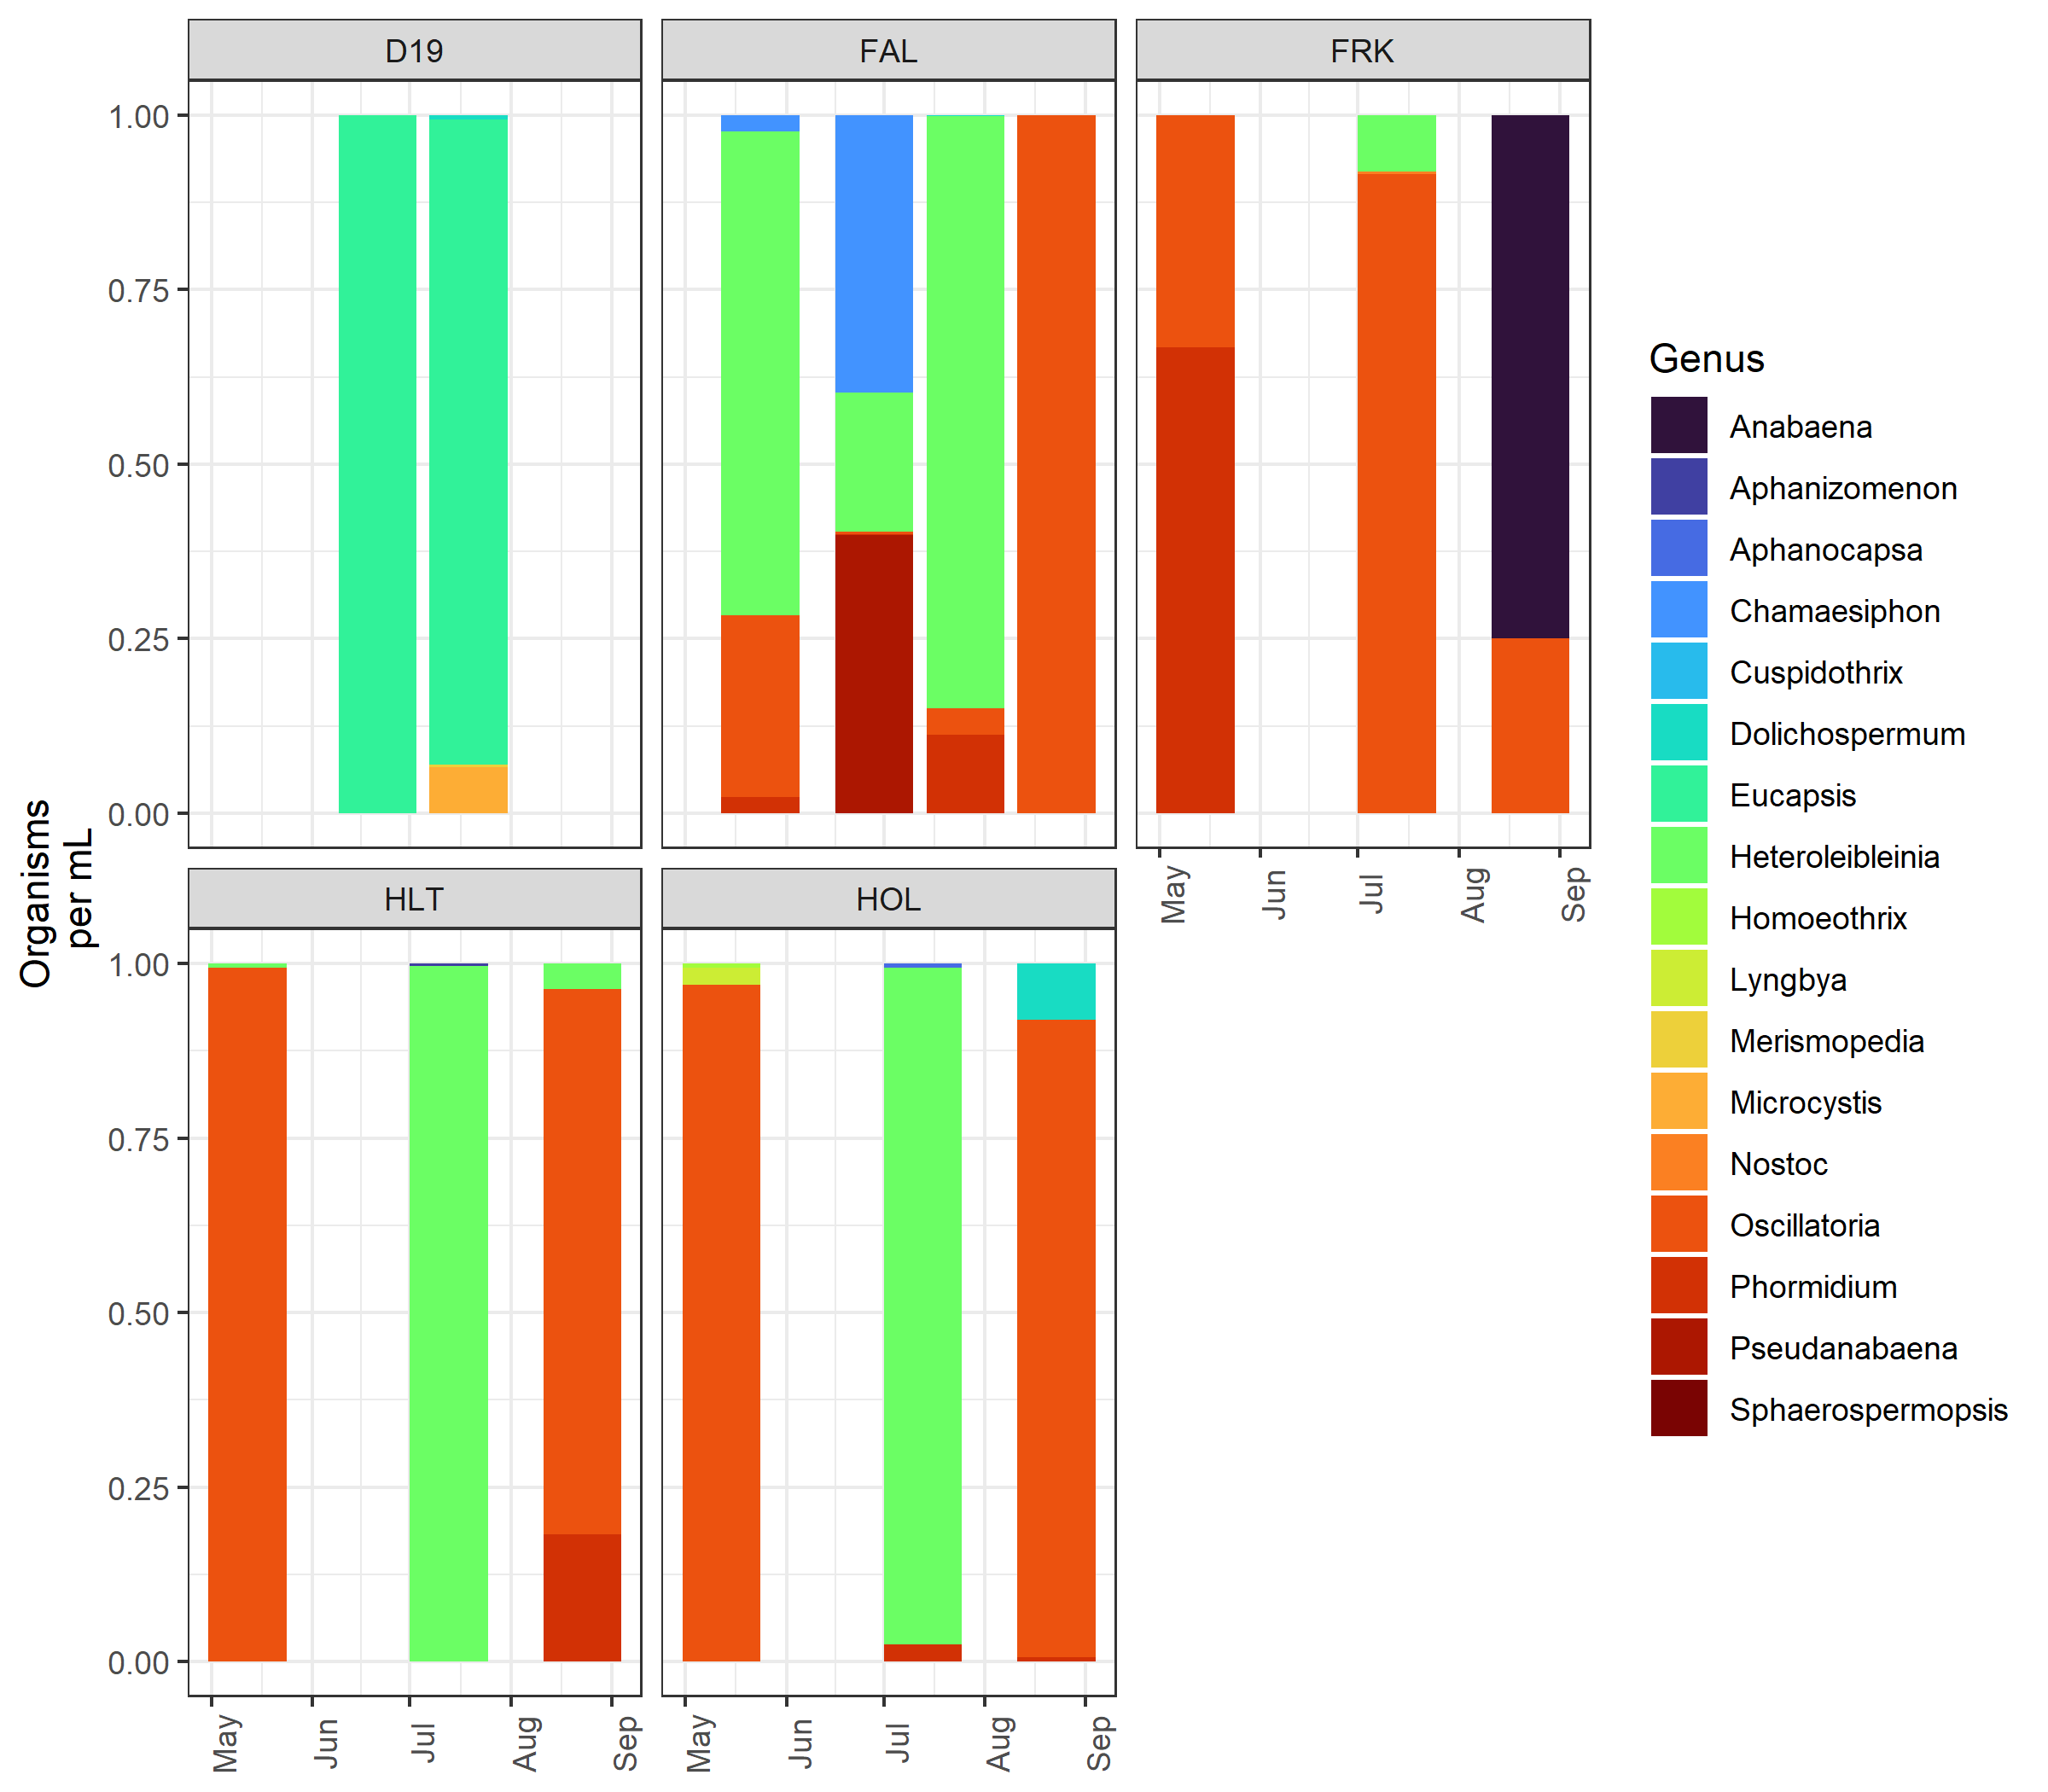 D19
FAL
FRK
1.00
0.75
0.50
0.25
0.00
May
Jun
Jul
Aug
Sep
HLT
HOL
1.00
0.75
0.50
0.25
0.00
May
Jun
Jul
Aug
Sep
May
Jun
Jul
Aug
Sep
Organisms
per mL
Genus
Anabaena
Aphanizomenon
Aphanocapsa
Chamaesiphon
Cuspidothrix
Dolichospermum
Eucapsis
Heteroleibleinia
Homoeothrix
Lyngbya
Merismopedia
Microcystis
Nostoc
Oscillatoria
Phormidium
Pseudanabaena
Sphaerospermopsis